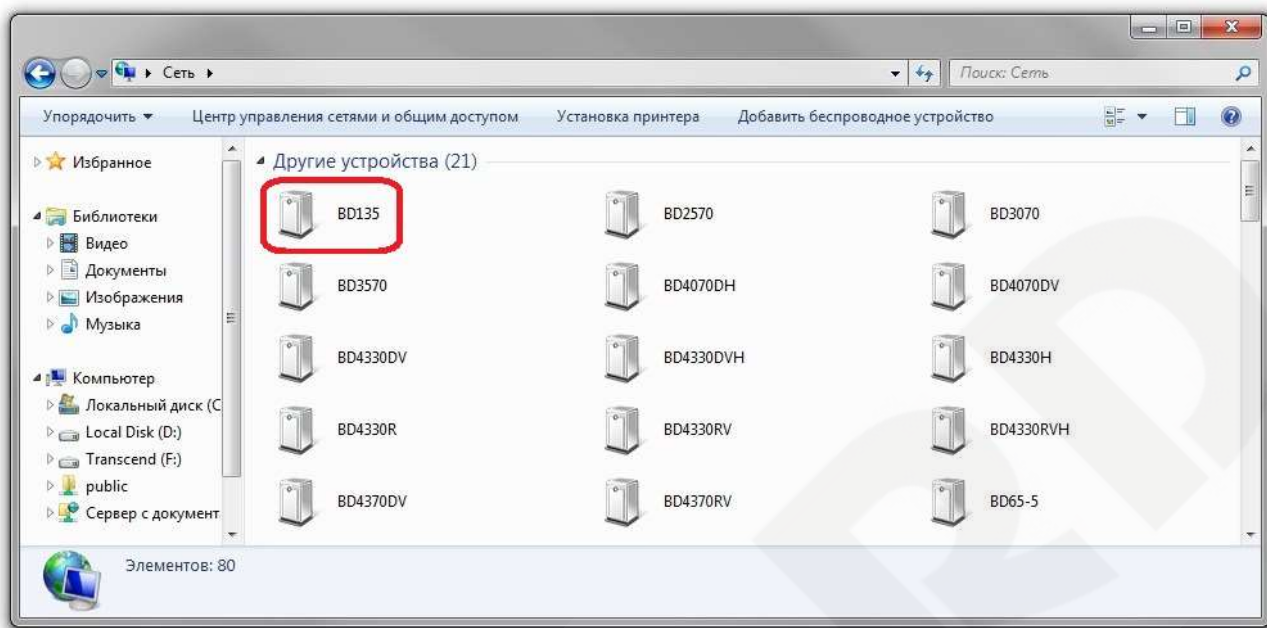 Сеть
Поиск: Сеть
Упорядочить Центр управления сетями и общим доступом Установка принтера Добавить беспроводное устройство
Избранное
Библиотеки
Видео
Документы
Изображения
Музыка
Компьютер
Локальный диск (C
Local Disk (D:)
Transcend (F:)
public
Сервер с документ
Другие устройства (21)
BD135 BD2570 BD3070
BD3570 BD4070DH BD4070DV
BD4330DV BD4330DVH BD4330H
BD4330R BD4330RV BD4330RVH
BD4370DV BD4370RV BD65-5
Элементов: 80